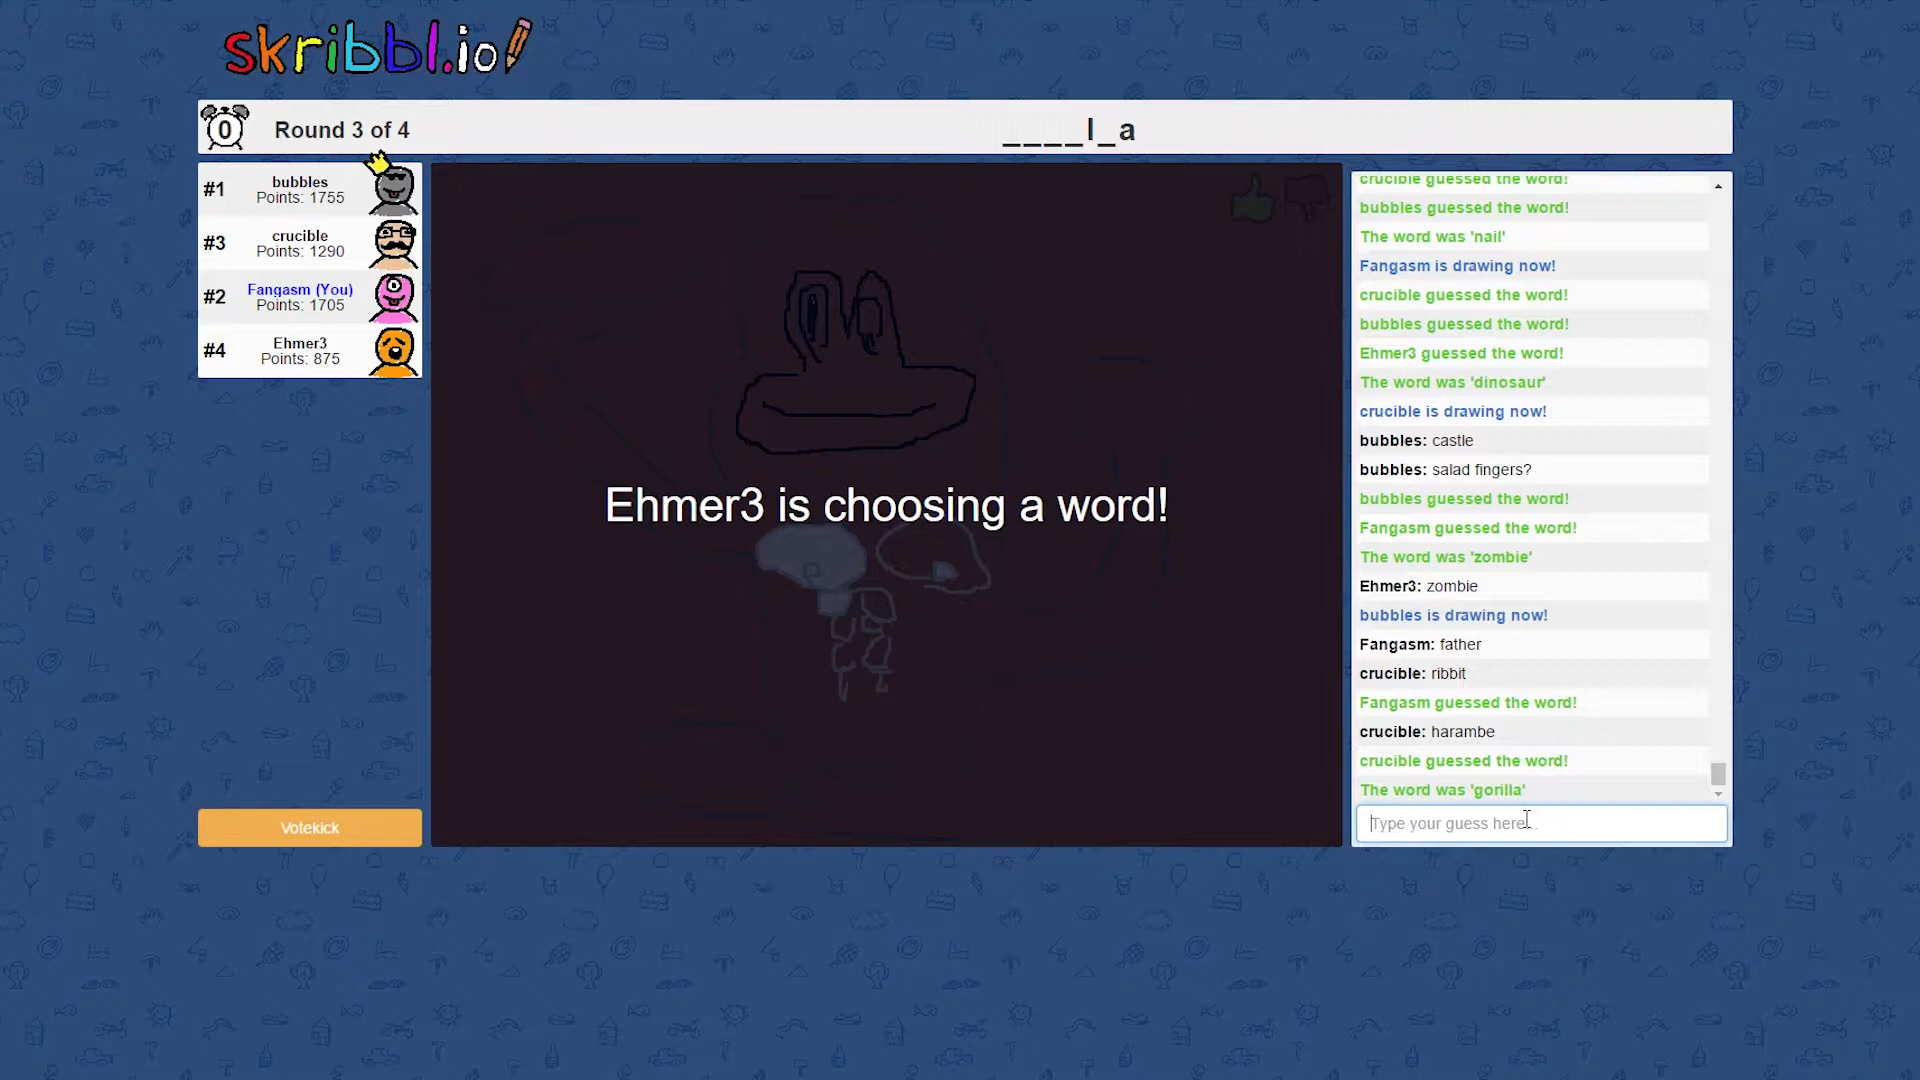 skribbl.io
0
Round 3 of 4
____l_a
#1
bubbles
Points: 1755
#3
crucible
Points: 1290
#2
Fangasm (You)
Points: 1705
#4
Ehmer3
Points: 875
Votekick
Ehmer3 is choosing a word!
crucible guessed the word!
bubbles guessed the word!
The word was 'nail'
Fangasm is drawing now!
crucible guessed the word!
bubbles guessed the word!
Ehmer3 guessed the word!
The word was 'dinosaur'
crucible is drawing now!
bubbles: castle
bubbles: salad fingers?
bubbles guessed the word!
Fangasm guessed the word!
The word was 'zombie'
Ehmer3: zombie
bubbles is drawing now!
Fangasm: father
crucible: ribbit
Fangasm guessed the word!
crucible: harambe
crucible guessed the word!
The word was 'gorilla'
Type your guess here...